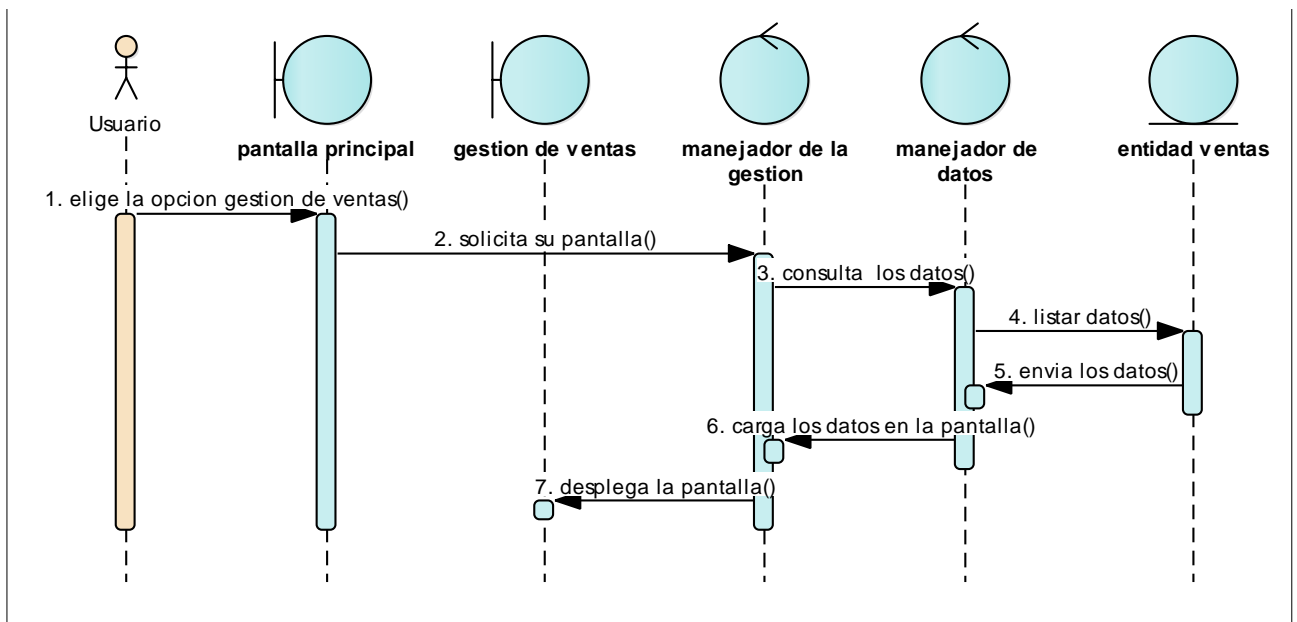 Usuario
pantalla principal
gestion de ventas
manejador de la
gestion
manejador de
datos
entidad ventas
1. elige la opcion gestion de ventas()
2. solicita su pantalla()
3. consulta  los datos()
4. listar datos()
5. envia los datos()
6. carga los datos en la pantalla()
7. desplega la pantalla()